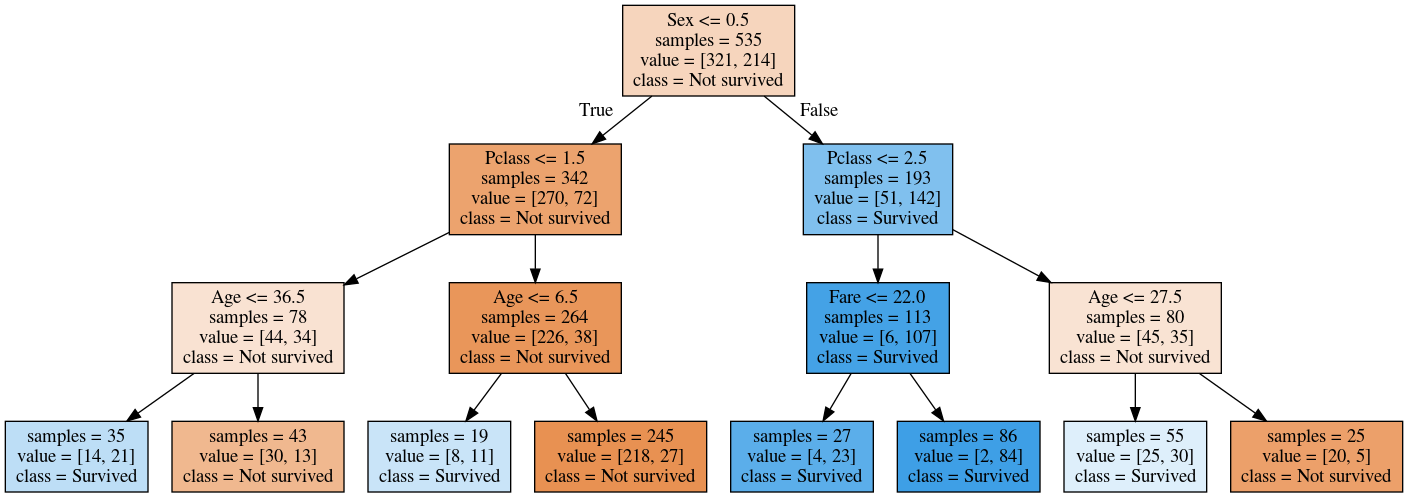 Sex <= 0.5
samples = 535
value = [321, 214]
class = Not survived
True
False
Pclass <= 1.5
samples = 342
value = [270, 72]
class = Not survived
Pclass <= 2.5
samples = 193
value = [51, 142]
class = Survived
Age <= 36.5
samples = 78
value = [44, 34]
class = Not survived
Age <= 6.5
samples = 264
value = [226, 38]
class = Not survived
Fare <= 22.0
samples = 113
value = [6, 107]
class = Survived
Age <= 27.5
samples = 80
value = [45, 35]
class = Not survived
samples = 35
value = [14, 21]
class = Survived
samples = 43
value = [30, 13]
class = Not survived
samples = 19
value = [8, 11]
class = Survived
samples = 245
value = [218, 27]
class = Not survived
samples = 27
value = [4, 23]
class = Survived
samples = 86
value = [2, 84]
class = Survived
samples = 55
value = [25, 30]
class = Survived
samples = 25
value = [20, 5]
class = Not survived